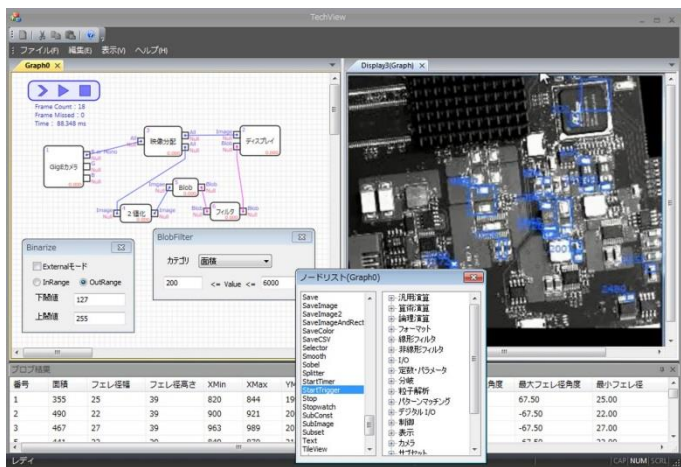 TechView
ファイル(F) 編集(E) 表示(V) ヘルプ(H)
Graph0 ×
Display3(Graph) ×
Frame Count : 18
Frame Missed : 0
Time : 88.348 ms
GigEカメラ
映像分配
ディスプレイ
2 値化
Blob
フィルタ
Image
Image
Image
Blob
Blob
Binarize
Externalモード
InRange OutRange
下閾値 127
上閾値 255
BlobFilter
カテゴリ 面積
200 <= Value <= 6000
ノードリスト(Graph0)
Save
SaveImage
SaveImage2
SaveImageAndRect
SaveColor
SaveCSV
Selector
Smooth
Sobel
Splitter
StartTimer
StartTrigger
Stop
Stopwatch
SubConst
SubImage
Subset
Text
TileView
汎用演算
算術演算
論理演算
フォーマット
線形フィルタ
非線形フィルタ
I/O
定数・パラメータ
分岐
粒子解析
パターンマッチング
デジタル I/O
制御
表示
カメラ
サブセット
ブロブ結果
番号 面積 フェレ径幅 フェレ径高さ XMin XMax 角度 最大フェレ径角度 最小フェレ径
1 355 25 39 820 844 67.50 25.00
2 490 22 39 900 921 -67.50 22.00
3 467 27 39 963 989 -67.50 27.00
レディ
CAP NUM SCRL